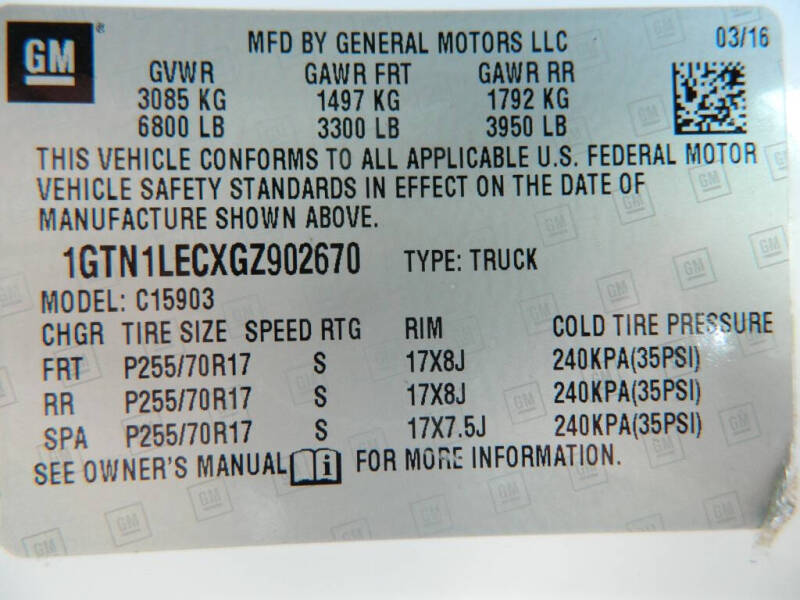 GM®
MFD BY GENERAL MOTORS LLC 03/16
GVWR GAWR FRT GAWR RR
3085 KG 1497 KG 1792 KG
6800 LB 3300 LB 3950 LB
THIS VEHICLE CONFORMS TO ALL APPLICABLE U.S. FEDERAL MOTOR
VEHICLE SAFETY STANDARDS IN EFFECT ON THE DATE OF
MANUFACTURE SHOWN ABOVE.
1GTN1LECXGZ902670 TYPE: TRUCK
MODEL: C15903
CHGR TIRE SIZE SPEED RTG RIM COLD TIRE PRESSURE
FRT P255/70R17 S 17X8J 240KPA(35PSI)
RR P255/70R17 S 17X8J 240KPA(35PSI)
SPA P255/70R17 S 17X7.5J 240KPA(35PSI)
SEE OWNER'S MANUAL i FOR MORE INFORMATION.